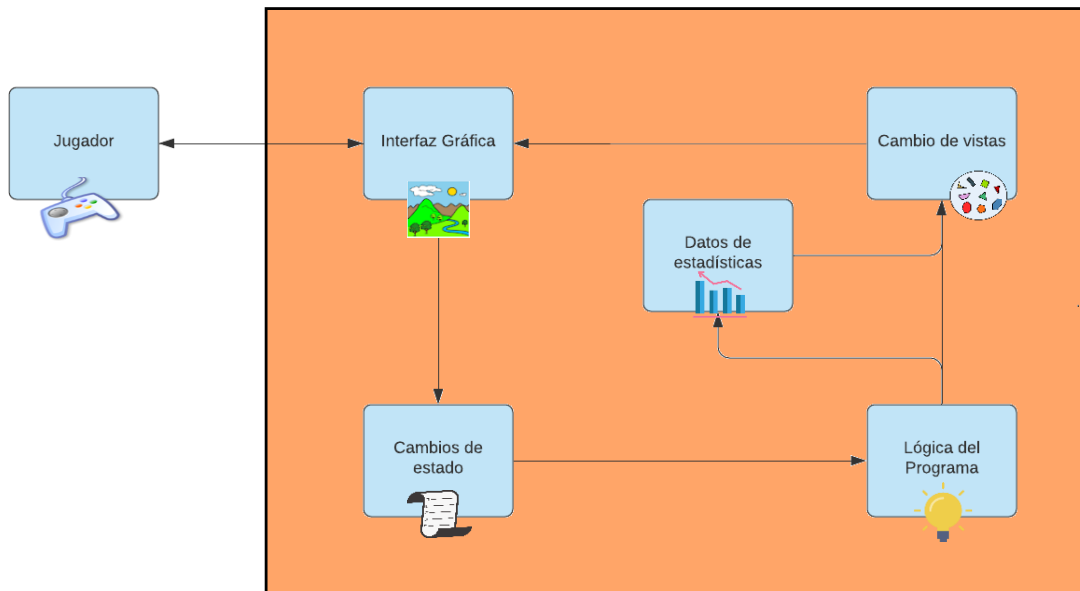 Jugador
Interfaz Gráfica
Cambio de vistas
Datos de
estadísticas
Cambios de
estado
Lógica del
Programa